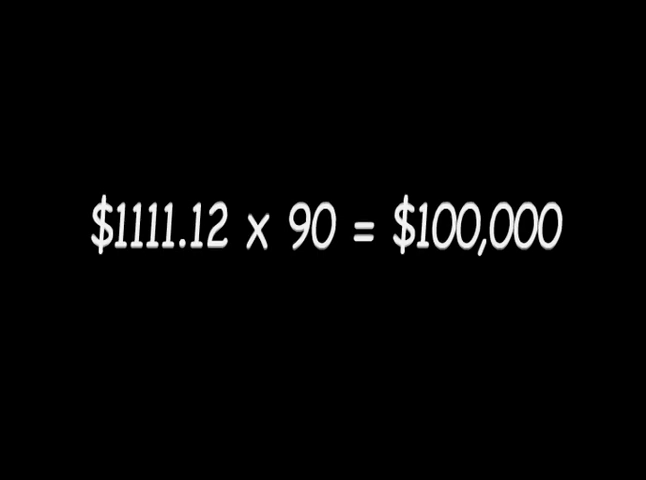 $1111.12 x 90 = $100,000